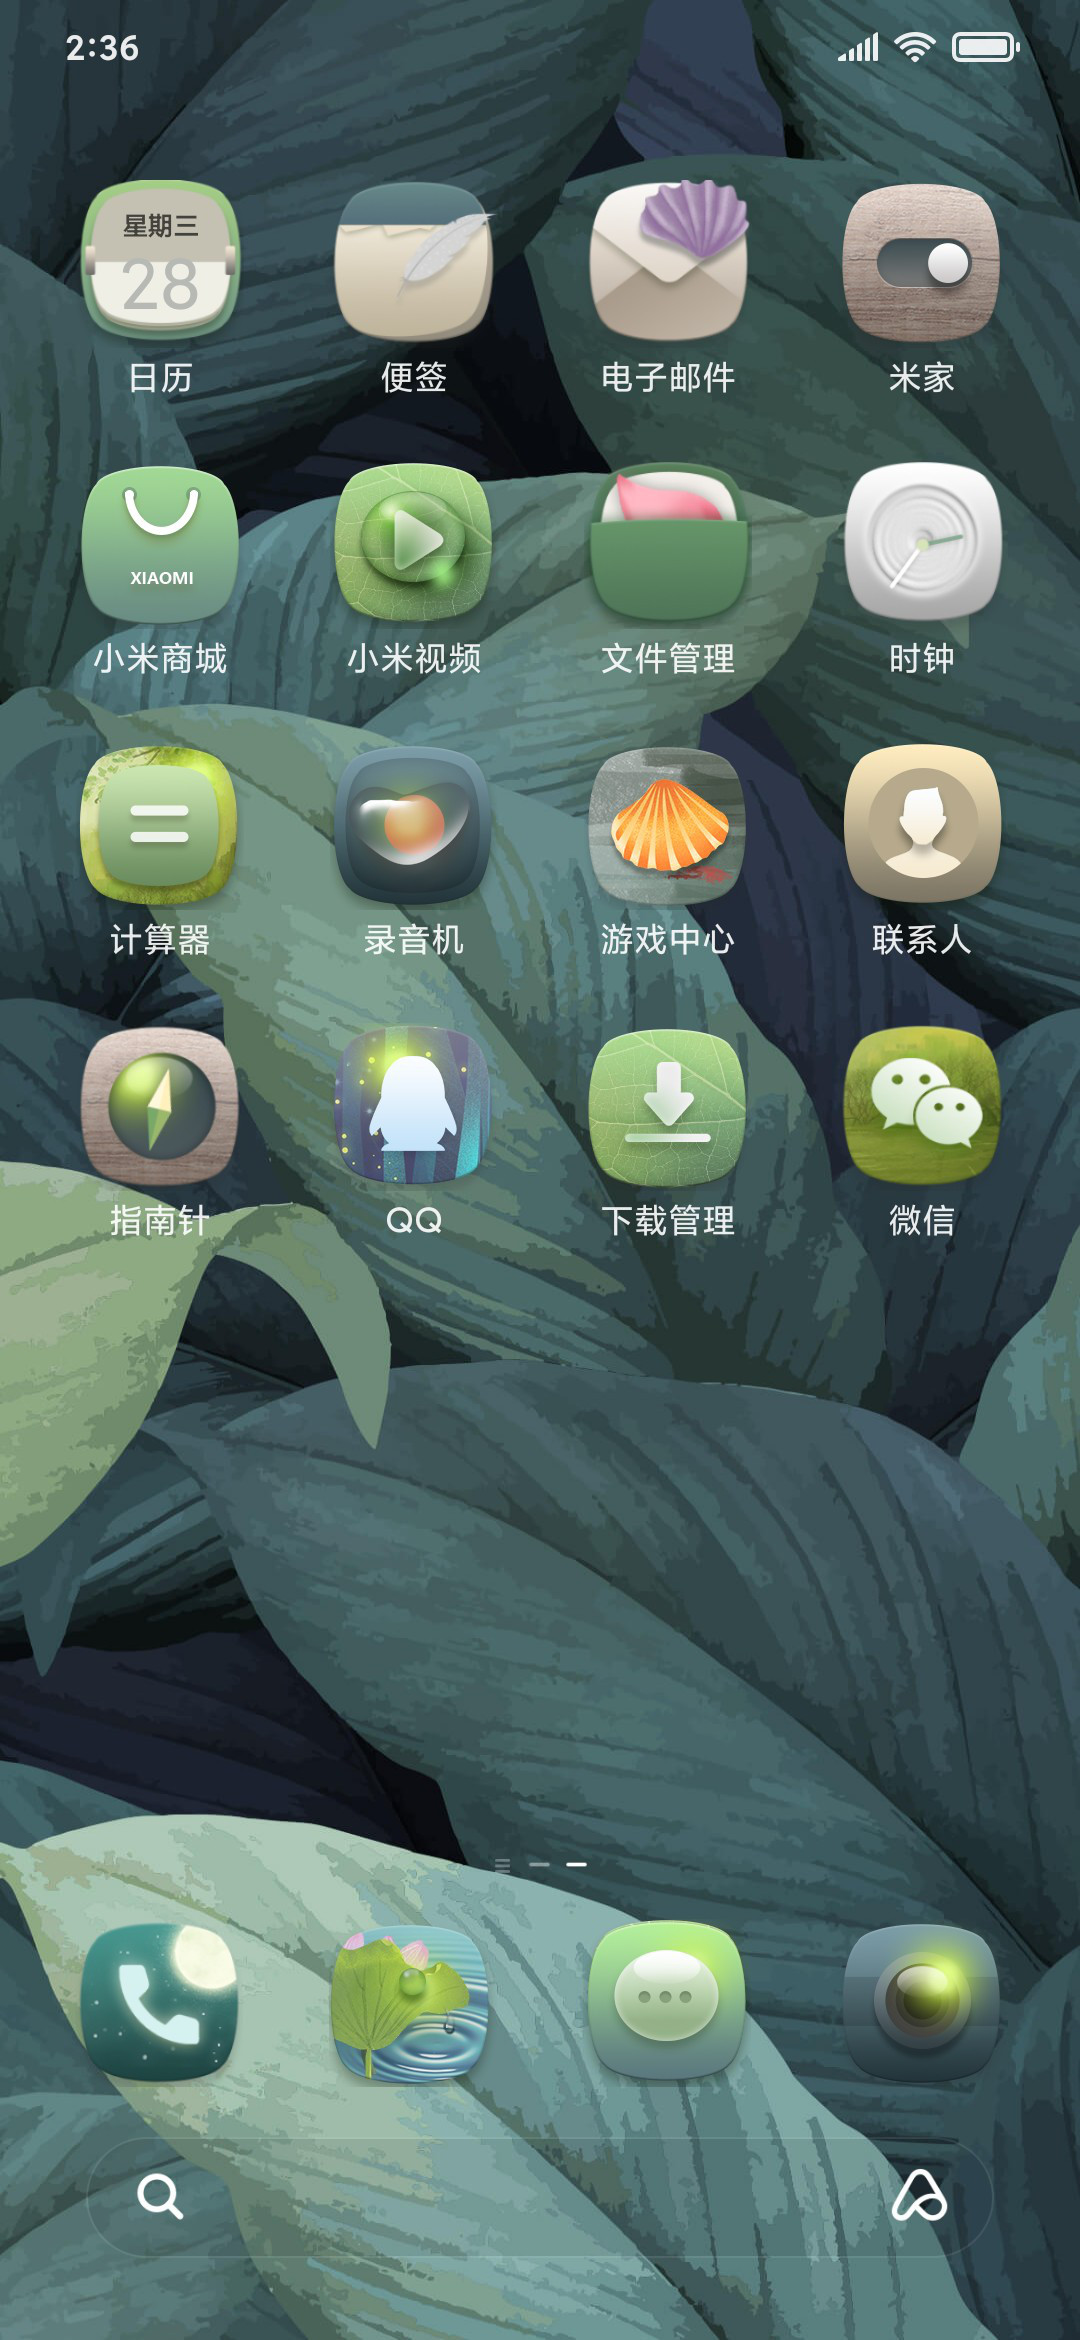 2:36
星期三
28
日历
便签
电子邮件
米家
XIAOMI
小米商城
小米视频
文件管理
时钟
计算器
录音机
游戏中心
联系人
指南针
QQ
下载管理
微信